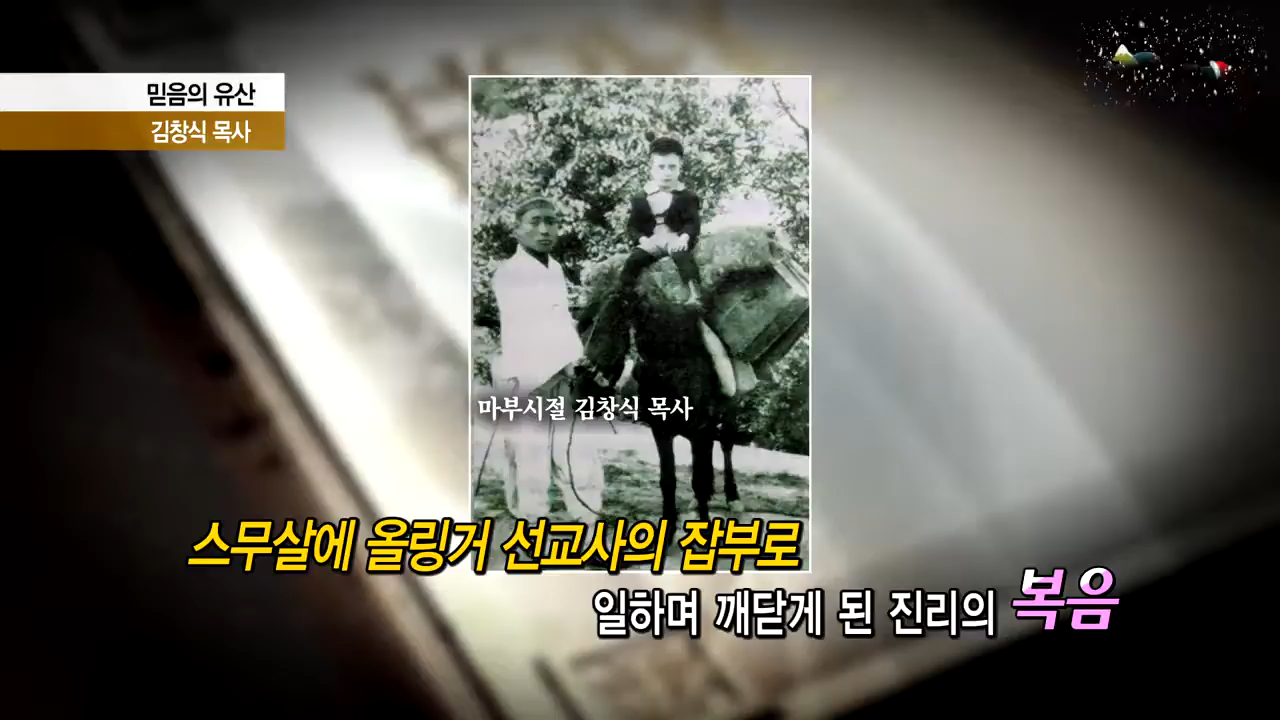 믿음의 유산
김창식 목사
마부시절 김창식 목사
스무살에 올링거 선교사의 잡부로
일하며 깨닫게 된 진리의 복음